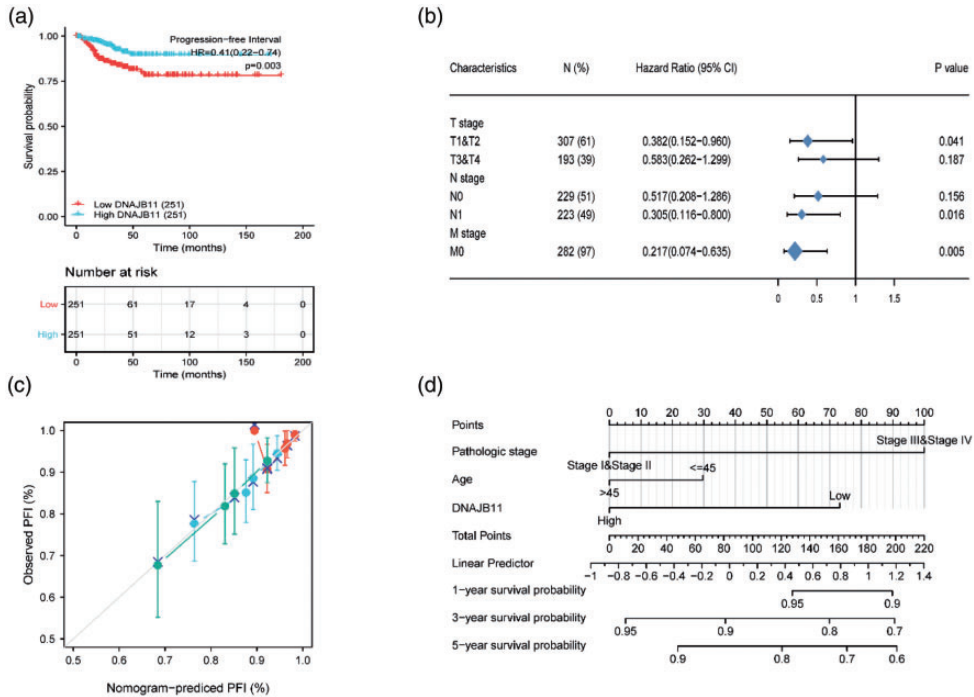 (a)
Progression-free Interval
HR=0.41(0.22-0.74)
p=0.003
Survival probability
1.00
0.75
0.50
0.25
0.00
Low DNAJB11 (251)
High DNAJB11 (251)
0 50 100 150 200
Time (months)
Number at risk
Low 251 61 17 4 0
High 251 51 12 3 0
0 50 100 150 200
Time (months)
(b)
Characteristics N (%) Hazard Ratio (95% CI) P value
T stage
T1&T2 307 (61) 0.382(0.152-0.960) 0.041
T3&T4 193 (39) 0.583(0.262-1.299) 0.187
N stage
N0 229 (51) 0.517(0.208-1.286) 0.156
N1 223 (49) 0.305(0.116-0.800) 0.016
M stage
M0 282 (97) 0.217(0.074-0.635) 0.005
0 0.5 1 1.5
(c)
Observed PFI (%)
1.0
0.9
0.8
0.7
0.6
0.5
0.5 0.6 0.7 0.8 0.9 1.0
Nomogram-prediced PFI (%)
(d)
0 10 20 30 40 50 60 70 80 90 100
Points
Stage III&Stage IV
Pathologic stage
Stage I&Stage II <=45
Age
>45 Low
DNAJB11
High
Total Points
0 20 40 60 80 100 120 140 160 180 200 220
Linear Predictor
-1 -0.8 -0.6 -0.4 -0.2 0 0.2 0.4 0.6 0.8 1 1.2 1.4
1-year survival probability
0.95 0.9
3-year survival probability
0.95 0.9 0.8 0.7
5-year survival probability
0.9 0.8 0.7 0.6